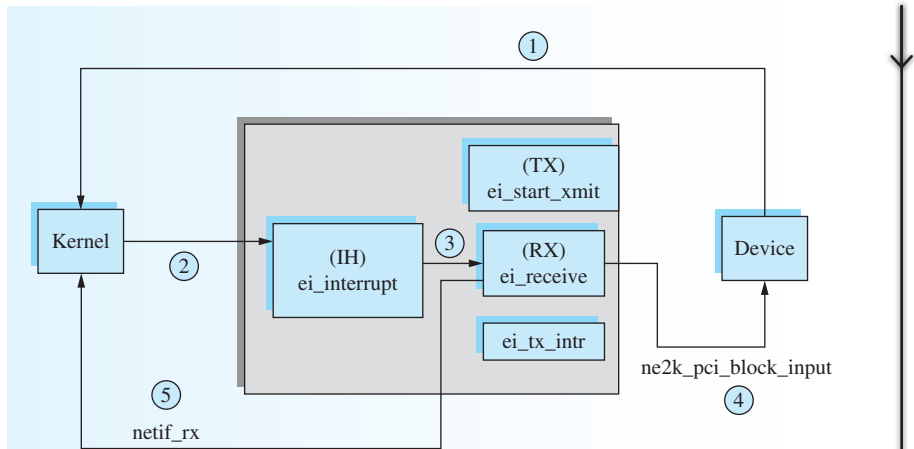 1
(TX)
ei_start_xmit
Kernel
2
(IH)
ei_interrupt
3
(RX)
ei_receive
Device
ei_tx_intr
ne2k_pci_block_input
4
5
netif_rx